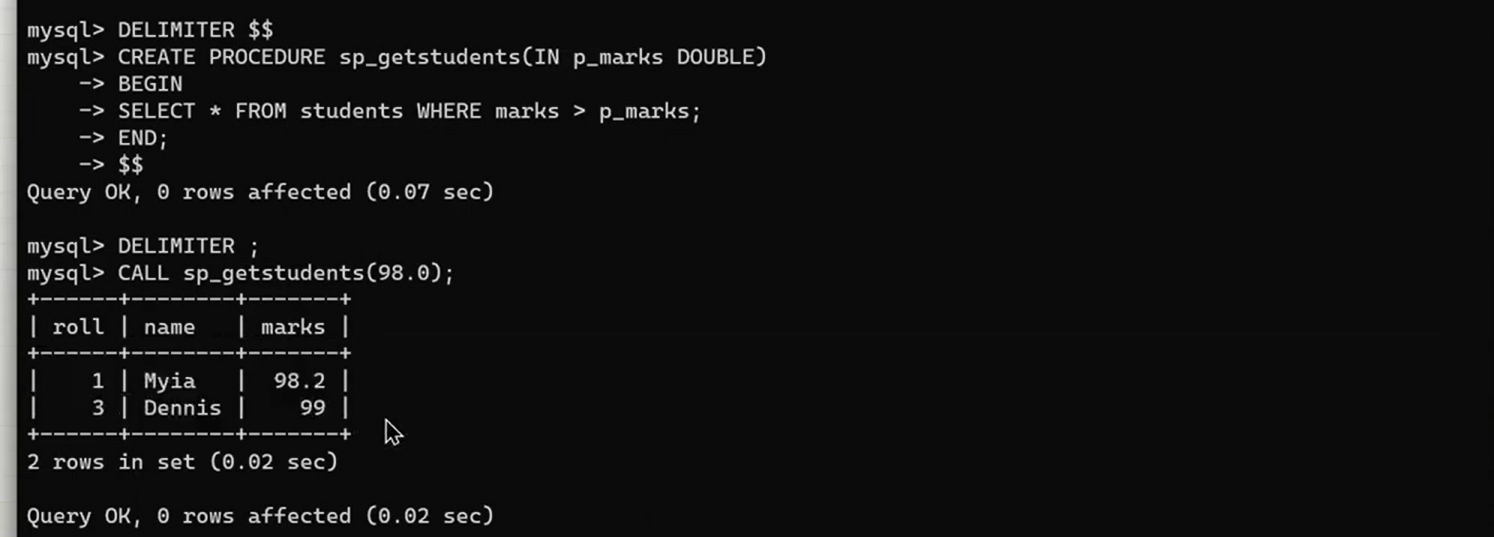 mysql> DELIMITER $$
mysql> CREATE PROCEDURE sp_getstudents(IN p_marks DOUBLE)
    -> BEGIN
    -> SELECT * FROM students WHERE marks > p_marks;
    -> END;
    -> $$
Query OK, 0 rows affected (0.07 sec)

mysql> DELIMITER ;
mysql> CALL sp_getstudents(98.0);
+------+--------+-------+
| roll | name   | marks |
+------+--------+-------+
|    1 | Myia   |  98.2 |
|    3 | Dennis |    99 |
+------+--------+-------+
2 rows in set (0.02 sec)

Query OK, 0 rows affected (0.02 sec)